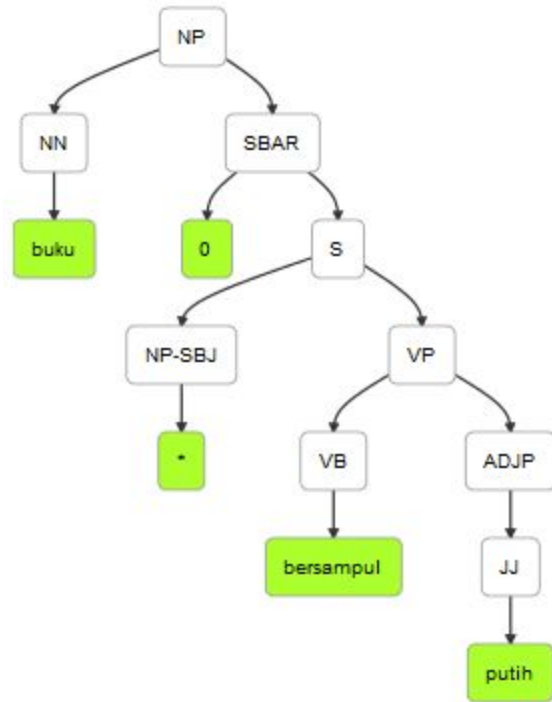 NP
NN SBAR
buku 0 S
NP-SBJ VP
* VB ADJP
bersampul JJ
putih